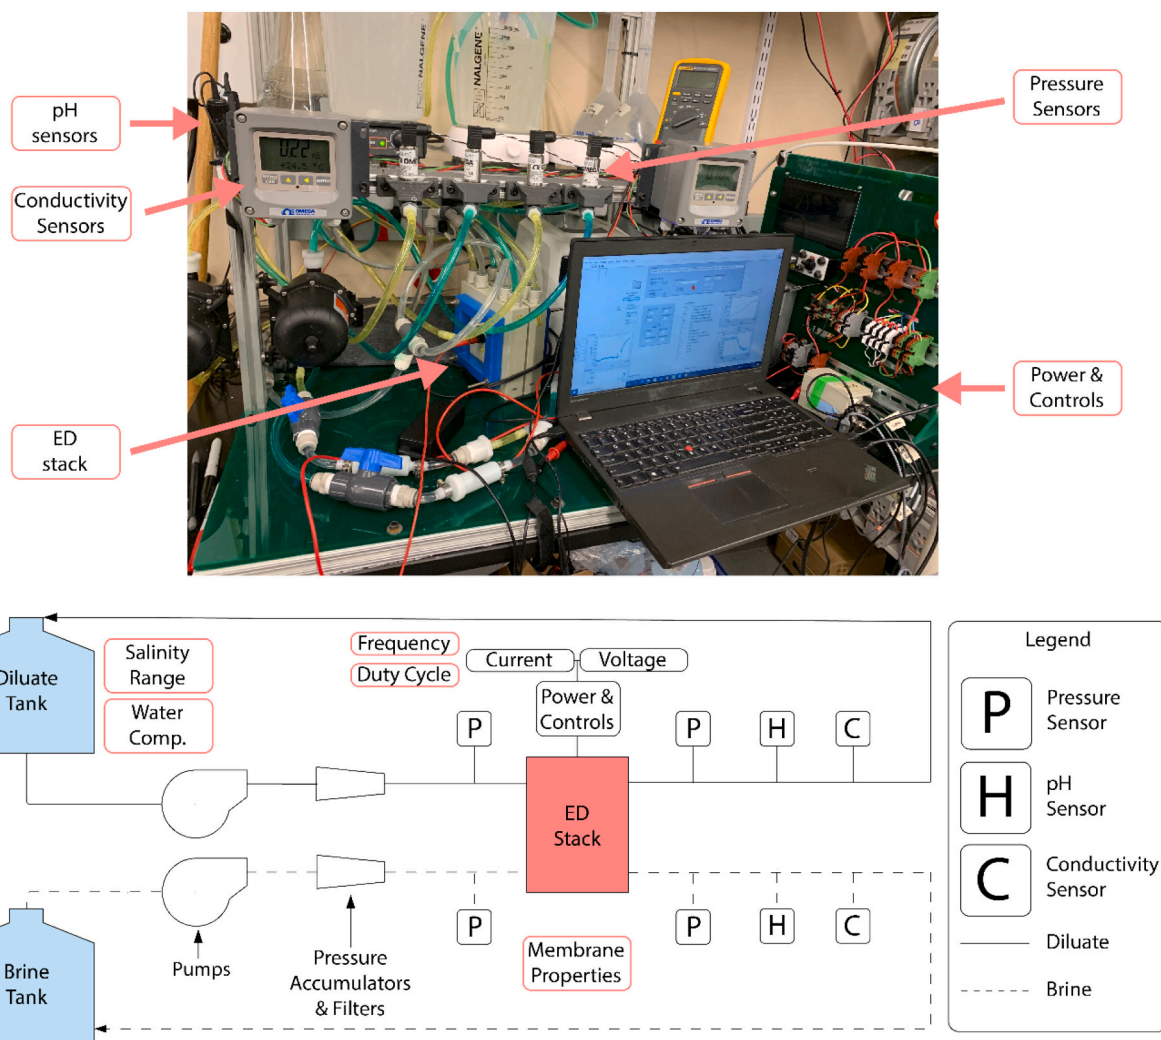 pH
sensors
Conductivity
Sensors
ED
stack
Pressure
Sensors
Power &
Controls
NALGENE
NALGENE
0.22
OMEGA
Diluate
Tank
Salinity
Range
Water
Comp.
Frequency
Duty Cycle
Current
Voltage
Power &
Controls
P
P
H
C
ED
Stack
P
P
H
C
Membrane
Properties
Pumps
Pressure
Accumulators
& Filters
Brine
Tank
Legend
P
Pressure
Sensor
H
pH
Sensor
C
Conductivity
Sensor
Diluate
Brine